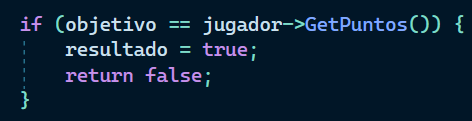 if (objetivo == jugador->GetPuntos()) {
    resultado = true;
    return false;
}